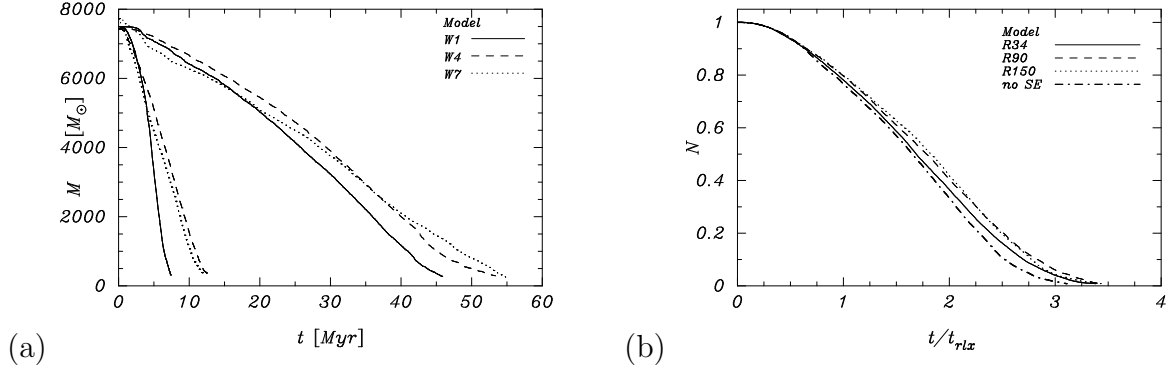 8000
6000
4000
2000
0
M [M⊙]
0 10 20 30 40 50 60
t [Myr]
Model
W1
W4
W7
(a)
1
0.8
0.6
0.4
0.2
0
N
0 1 2 3 4
t/t_rlx
Model
R34
R90
R150
no SE
(b)